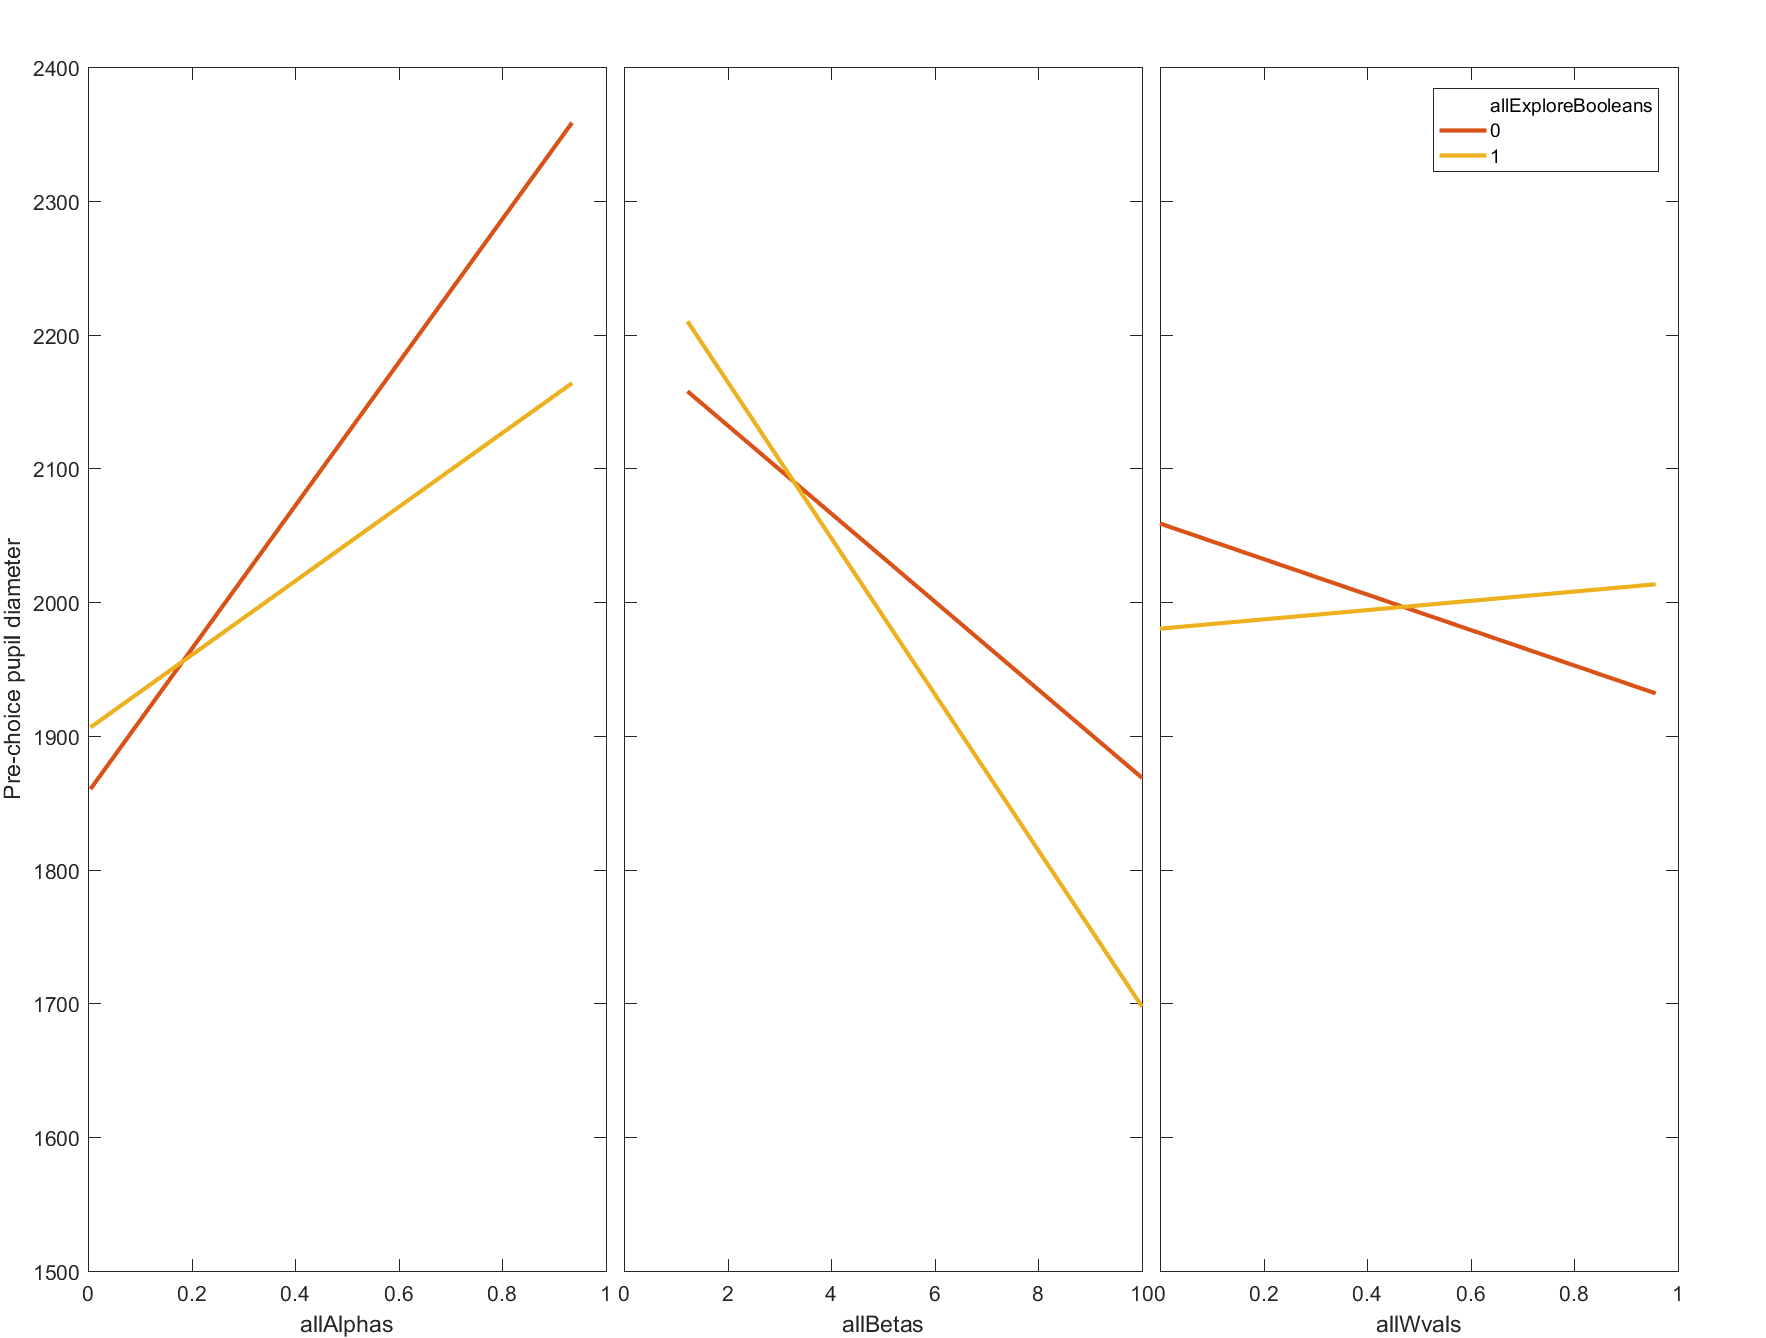 allExploreBooleans
0
1
2400
2300
2200
2100
2000
1900
1800
1700
1600
1500
Pre-choice pupil diameter
0 0.2 0.4 0.6 0.8 1
0 2 4 6 8 10
0 0.2 0.4 0.6 0.8 1
allAlphas
allBetas
allWvals